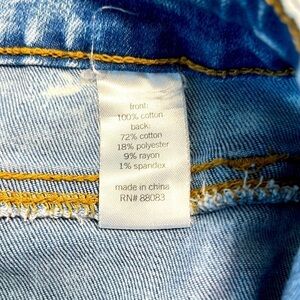 front:
100% cotton
back:
72% cotton
18% polyester
9% rayon
1% spandex
made in china
RN# 88083